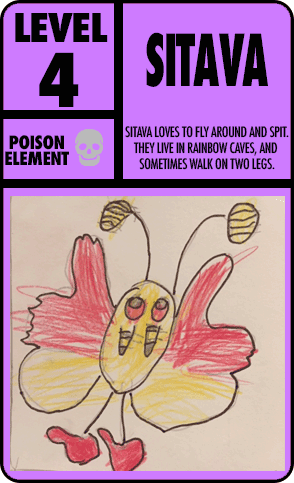 LEVEL
4
SITAVA
POISON
ELEMENT
SITAVA LOVES TO FLY AROUND AND SPIT.
THEY LIVE IN RAINBOW CAVES, AND
SOMETIMES WALK ON TWO LEGS.